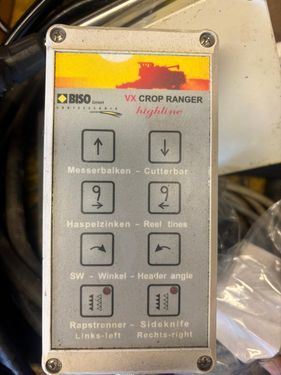 BISO GmbH
VX CROP RANGER
highline
Messerbalken - Cutterbar
Haspelzinken - Reel tines
SW - Winkel - Header angle
Rapstrenner - Sideknife
Links-left Rechts-right